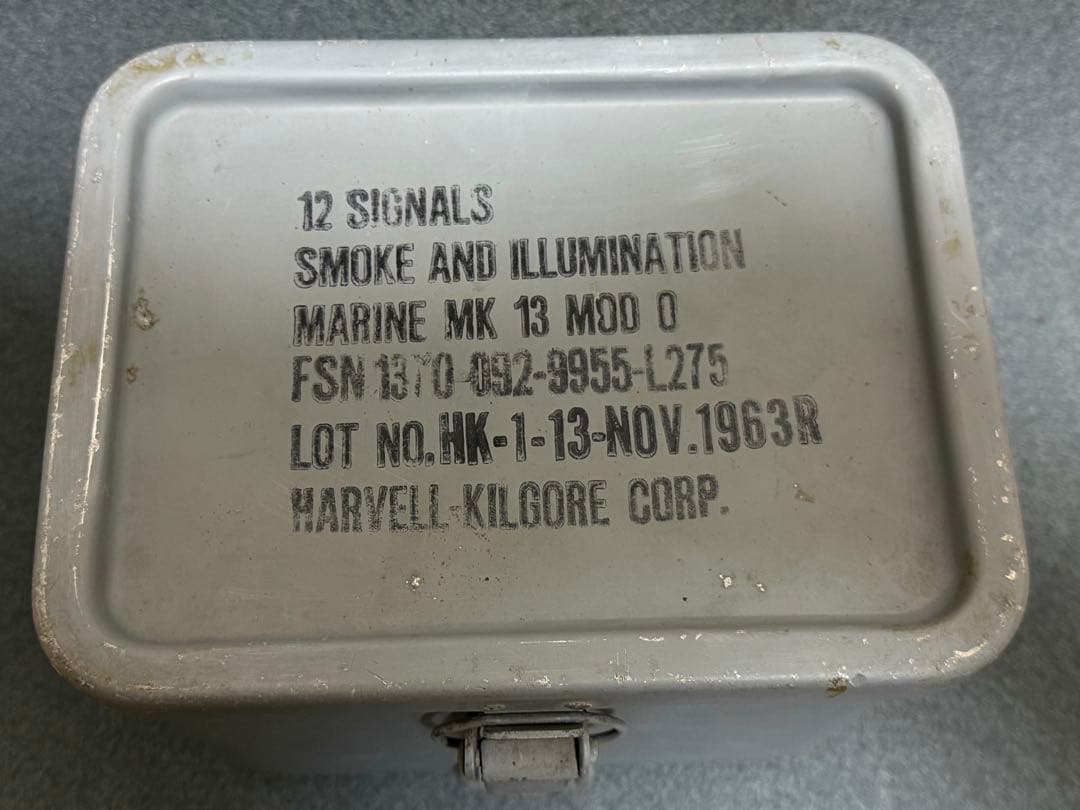 12 SIGNALS
SMOKE AND ILLUMINATION
MARINE MK 13 MOD 0
FSN 1370-092-9955-L275
LOT NO. HK-1-13-NOV.1963R
HARVELL-KILGORE CORP.